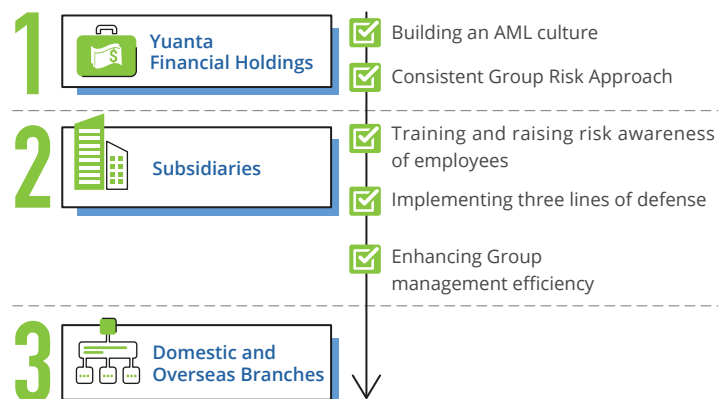 1
$
Yuanta
Financial Holdings
Building an AML culture
Consistent Group Risk Approach
2
Subsidiaries
Training and raising risk awareness
of employees
Implementing three lines of defense
Enhancing Group
management efficiency
3
Domestic and
Overseas Branches